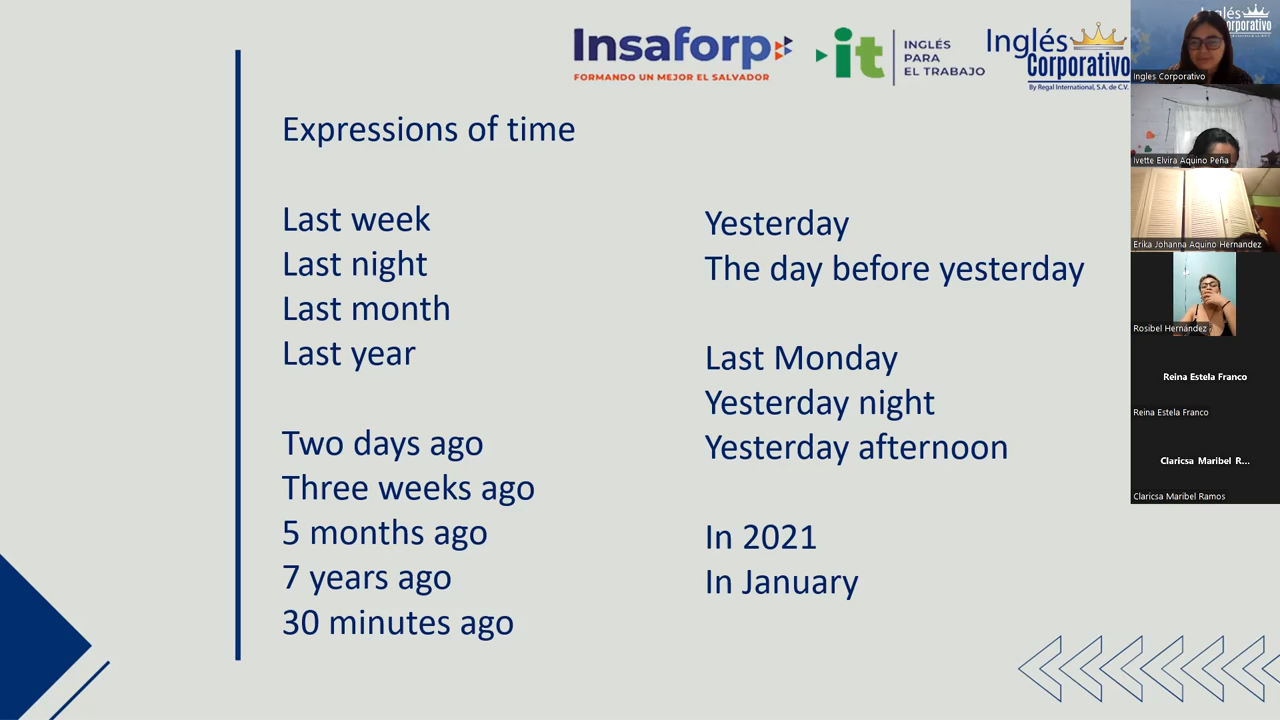 Insaforp
FORMANDO UN MEJOR EL SALVADOR
it
INGLÉS
PARA
EL TRABAJO
Inglés
Corporativo
By Regal International, S.A. de C.V.
Expressions of time
Last week
Last night
Last month
Last year
Two days ago
Three weeks ago
5 months ago
7 years ago
30 minutes ago
Yesterday
The day before yesterday
Last Monday
Yesterday night
Yesterday afternoon
In 2021
In January
Ingles Corporativo
Ivette Elvira Aquino Peña
Erika Johanna Aquino Hernandez
Rosibel Hernandez
Reina Estela Franco
Reina Estela Franco
Claricsa Maribel R...
Claricsa Maribel Ramos